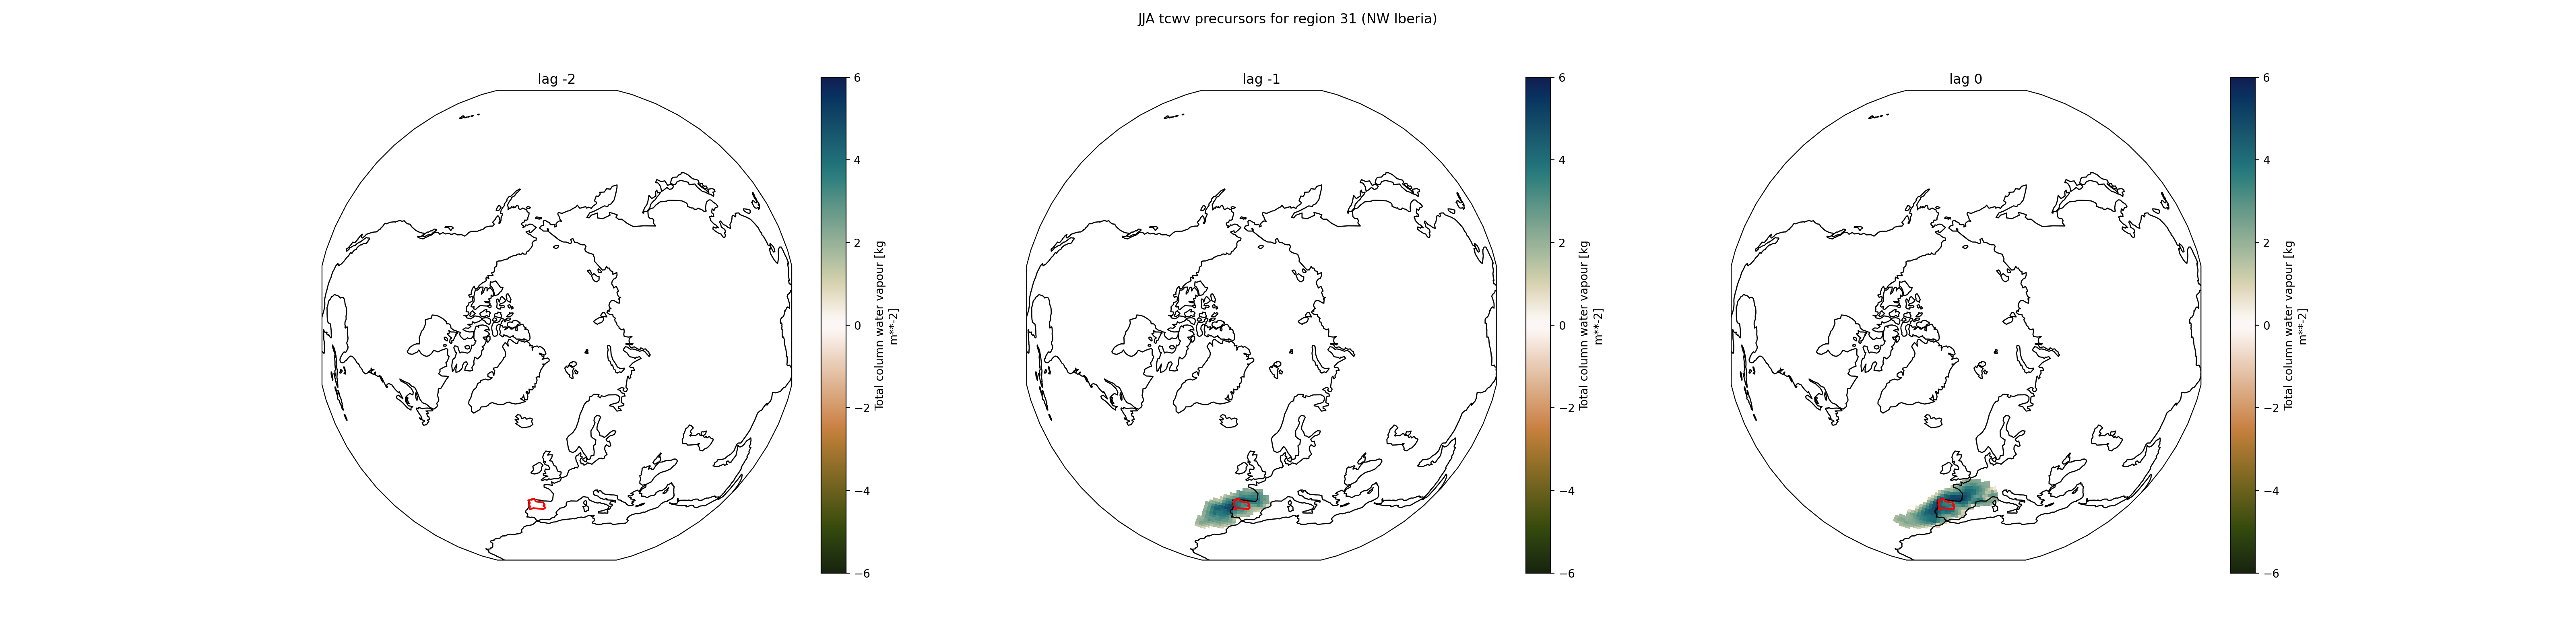 JJA tcwv precursors for region 31 (NW Iberia)
lag -2
6
4
2
0
−2
−4
−6
Total column water vapour [kg
m**-2]
lag -1
6
4
2
0
−2
−4
−6
Total column water vapour [kg
m**-2]
lag 0
6
4
2
0
−2
−4
−6
Total column water vapour [kg
m**-2]